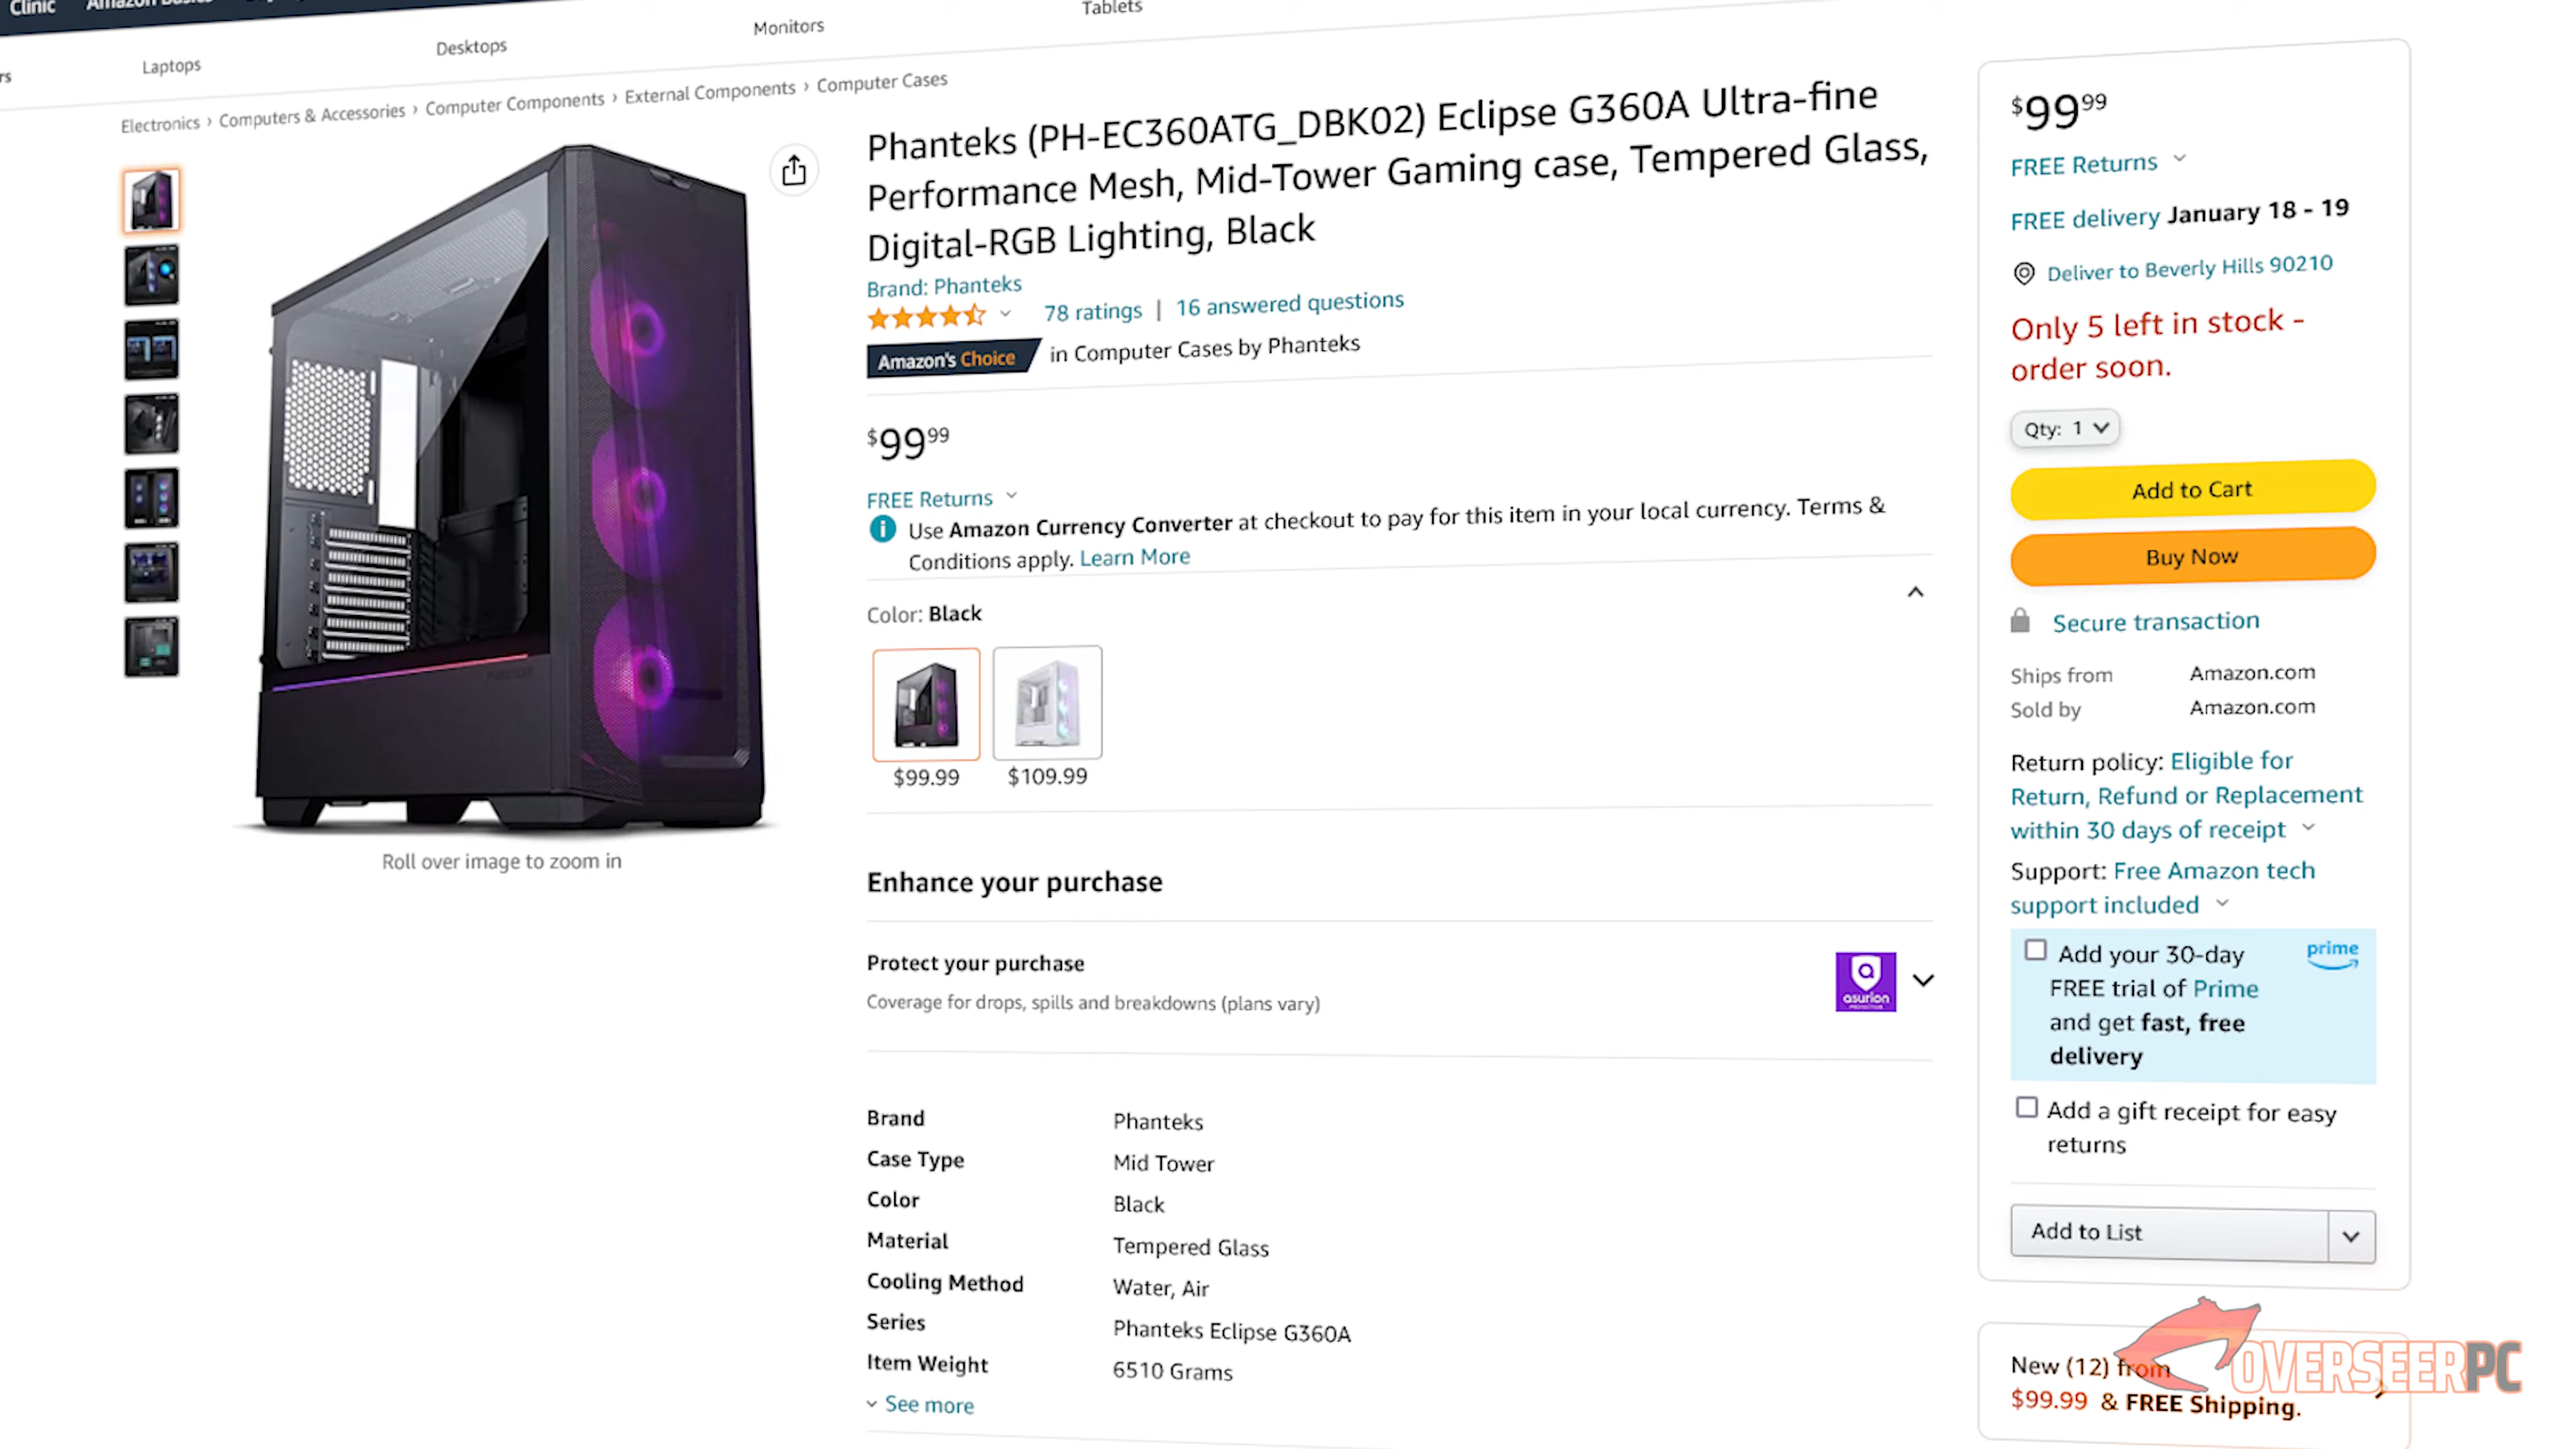 Clinic
Laptops
Desktops
Monitors
Tablets
Electronics › Computers & Accessories › Computer Components › External Components › Computer Cases
Roll over image to zoom in
Phanteks (PH-EC360ATG_DBK02) Eclipse G360A Ultra-fine
Performance Mesh, Mid-Tower Gaming case, Tempered Glass,
Digital-RGB Lighting, Black
Brand: Phanteks
78 ratings | 16 answered questions
Amazon's Choice in Computer Cases by Phanteks
$99 99
FREE Returns
Use Amazon Currency Converter at checkout to pay for this item in your local currency. Terms &
Conditions apply. Learn More
Color: Black
$99.99 $109.99
Enhance your purchase
Protect your purchase
Coverage for drops, spills and breakdowns (plans vary)
asurion
Brand Phanteks
Case Type Mid Tower
Color Black
Material Tempered Glass
Cooling Method Water, Air
Series Phanteks Eclipse G360A
Item Weight 6510 Grams
See more
$99 99
FREE Returns
FREE delivery January 18 - 19
Deliver to Beverly Hills 90210
Only 5 left in stock -
order soon.
Qty: 1
Add to Cart
Buy Now
Secure transaction
Ships from Amazon.com
Sold by Amazon.com
Return policy: Eligible for
Return, Refund or Replacement
within 30 days of receipt
Support: Free Amazon tech
support included
Add your 30-day prime
FREE trial of Prime
and get fast, free
delivery
Add a gift receipt for easy
returns
Add to List
New (12) from
$99.99 & FREE Shipping.
OVERSEERPC